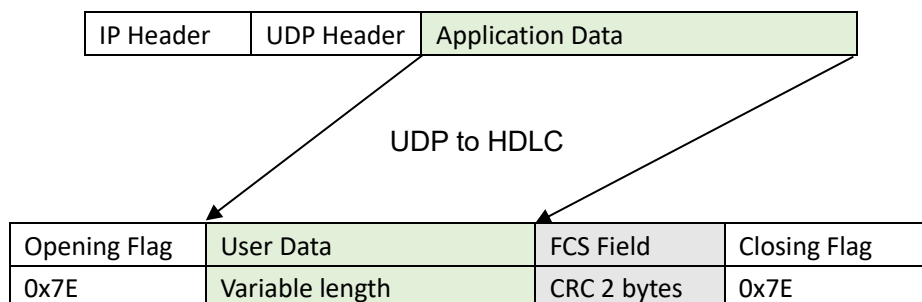 IP Header UDP Header Application Data
UDP to HDLC
Opening Flag User Data FCS Field Closing Flag
0x7E Variable length CRC 2 bytes 0x7E